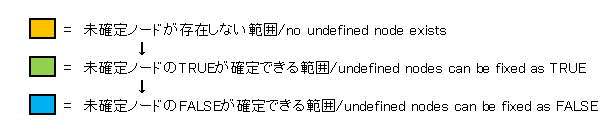 = 未確定ノードが存在しない範囲/no undefined node exists
↓
= 未確定ノードのTRUEが確定できる範囲/undefined nodes can be fixed as TRUE
↓
= 未確定ノードのFALSEが確定できる範囲/undefined nodes can be fixed as FALSE